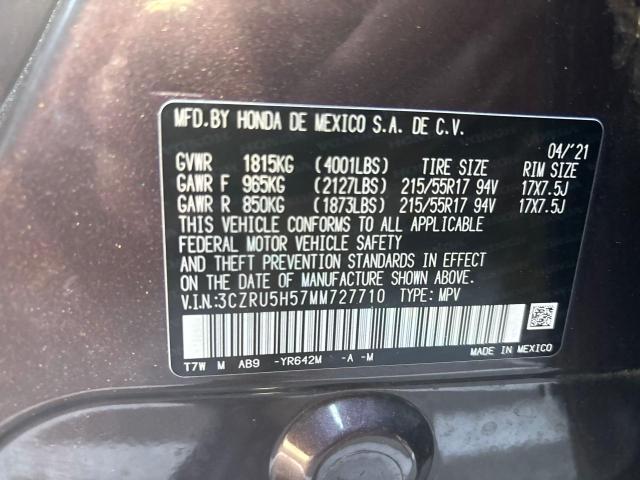 MFD.BY HONDA DE MEXICO S.A. DE C.V.
04/'21
GVWR 1815KG (4001LBS) TIRE SIZE RIM SIZE
GAWR F 965KG (2127LBS) 215/55R17 94V 17X7.5J
GAWR R 850KG (1873LBS) 215/55R17 94V 17X7.5J
THIS VEHICLE CONFORMS TO ALL APPLICABLE
FEDERAL MOTOR VEHICLE SAFETY
AND THEFT PREVENTION STANDARDS IN EFFECT
ON THE DATE OF MANUFACTURE SHOWN ABOVE.
V.I.N:3CZRU5H57MM727710 TYPE: MPV
T7W M AB9 -YR642M -A -M
MADE IN MEXICO